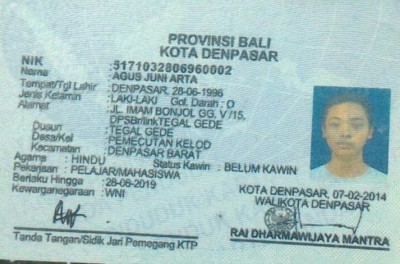 PROVINSI BALI
KOTA DENPASAR
NIK : 5171032806960002
Nama : AGUS JUNI ARTA
Tempat/Tgl Lahir : DENPASAR, 28-06-1996
Jenis Kelamin : LAKI-LAKI Gol. Darah : O
Alamat : JL. IMAM BONJOL GG. V/15,
DPSBr/linkTEGAL GEDE
Dusun : TEGAL GEDE
Desa/Kel : PEMECUTAN KELOD
Kecamatan : DENPASAR BARAT
Agama : HINDU Status Kawin : BELUM KAWIN
Pekerjaan : PELAJAR/MAHASISWA
Berlaku Hingga : 28-06-2019
Kewarganegaraan : WNI
KOTA DENPASAR, 07-02-2014
WALIKOTA DENPASAR
Tanda Tangan/Sidik Jari Pemegang KTP
RAI DHARMAWIJAYA MANTRA